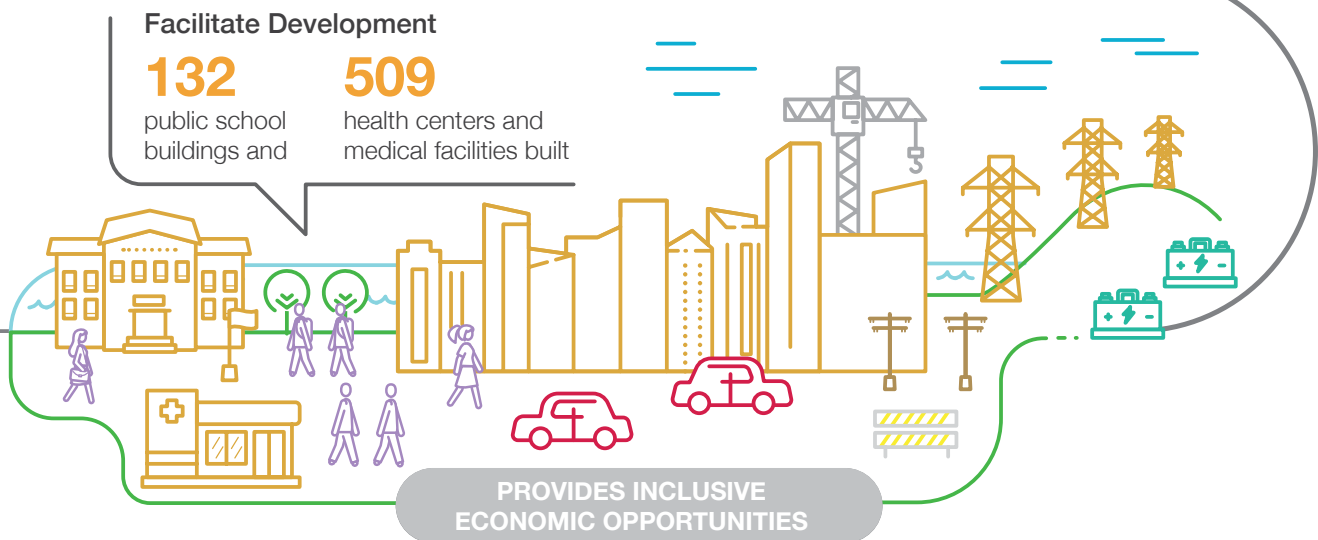 Facilitate Development
132
public school
buildings and
509
health centers and
medical facilities built
PROVIDES INCLUSIVE
ECONOMIC OPPORTUNITIES